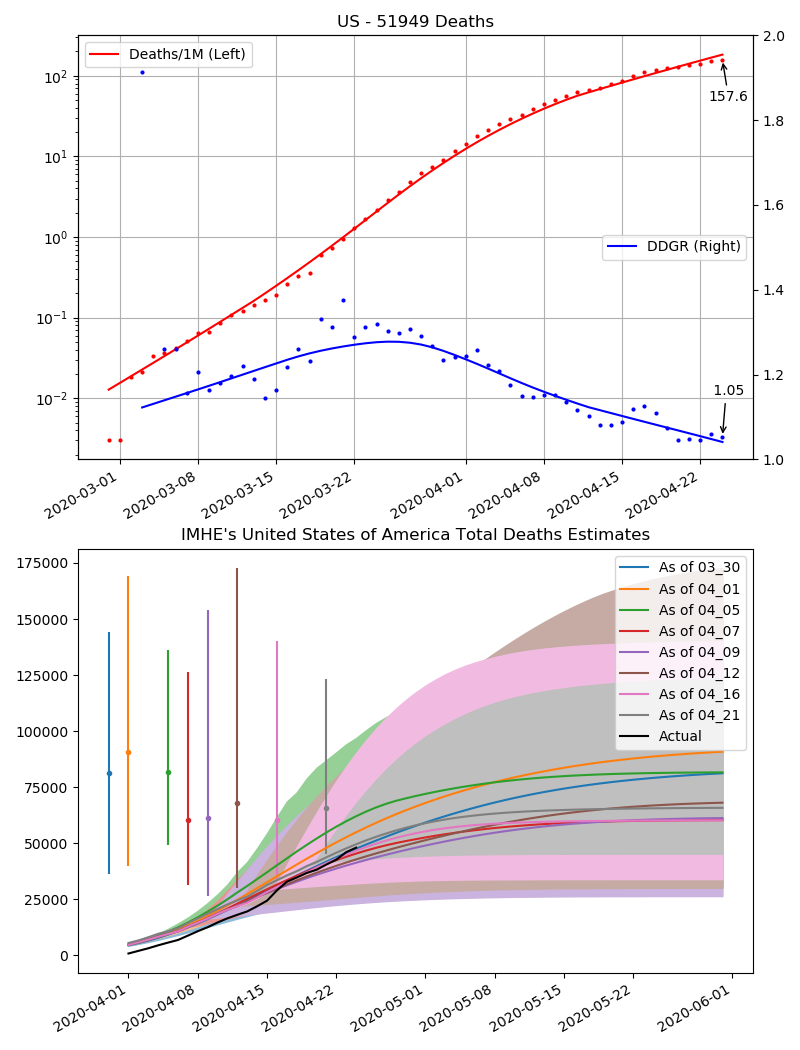 US - 51949 Deaths
Deaths/1M (Left)
DDGR (Right)
157.6
1.05
10²
10¹
10⁰
10⁻¹
10⁻²
2.0
1.8
1.6
1.4
1.2
1.0
2020-03-01
2020-03-08
2020-03-15
2020-03-22
2020-04-01
2020-04-08
2020-04-15
2020-04-22
IMHE's United States of America Total Deaths Estimates
175000
150000
125000
100000
75000
50000
25000
0
As of 03_30
As of 04_01
As of 04_05
As of 04_07
As of 04_09
As of 04_12
As of 04_16
As of 04_21
Actual
2020-04-01
2020-04-08
2020-04-15
2020-04-22
2020-05-01
2020-05-08
2020-05-15
2020-05-22
2020-06-01